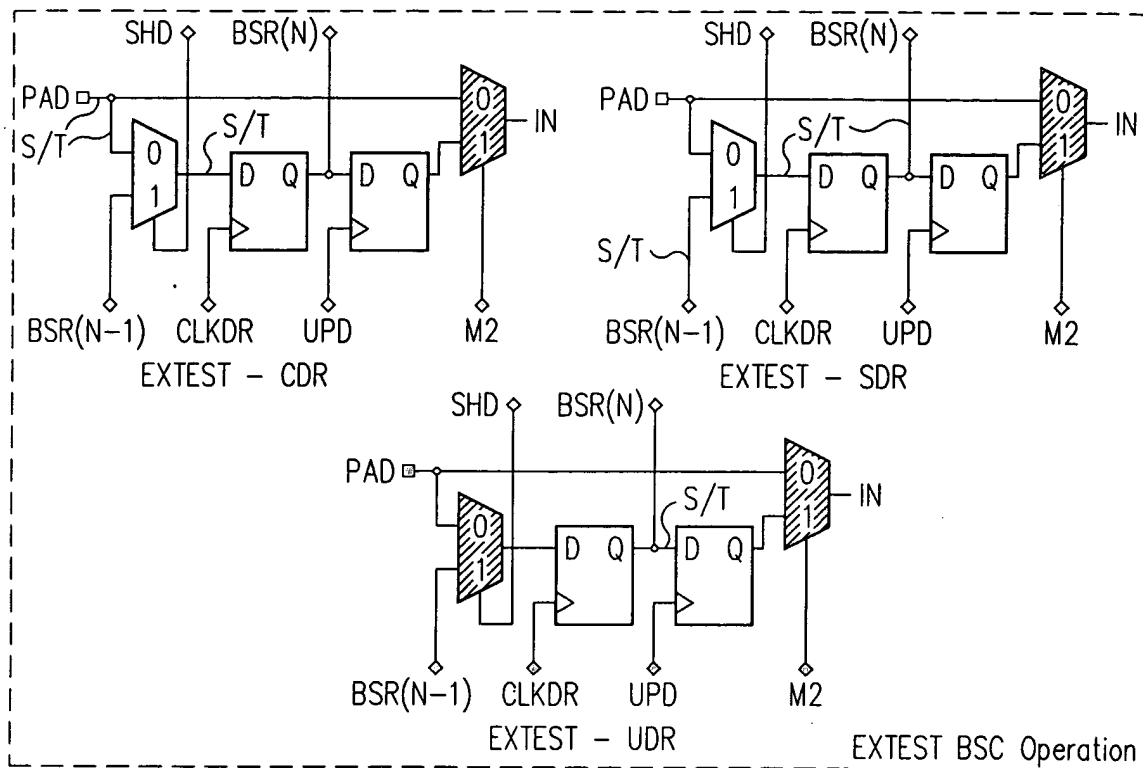 SHD BSR(N)
PAD
S/T
S/T
0
1
D Q
D Q
0
1
IN
BSR(N-1) CLKDR UPD M2
EXTEST - CDR
SHD BSR(N)
PAD
S/T
S/T
0
1
D Q
D Q
0
1
IN
BSR(N-1) CLKDR UPD M2
EXTEST - SDR
SHD BSR(N)
PAD
S/T
0
1
D Q
D Q
0
1
IN
BSR(N-1) CLKDR UPD M2
EXTEST - UDR
EXTEST BSC Operation